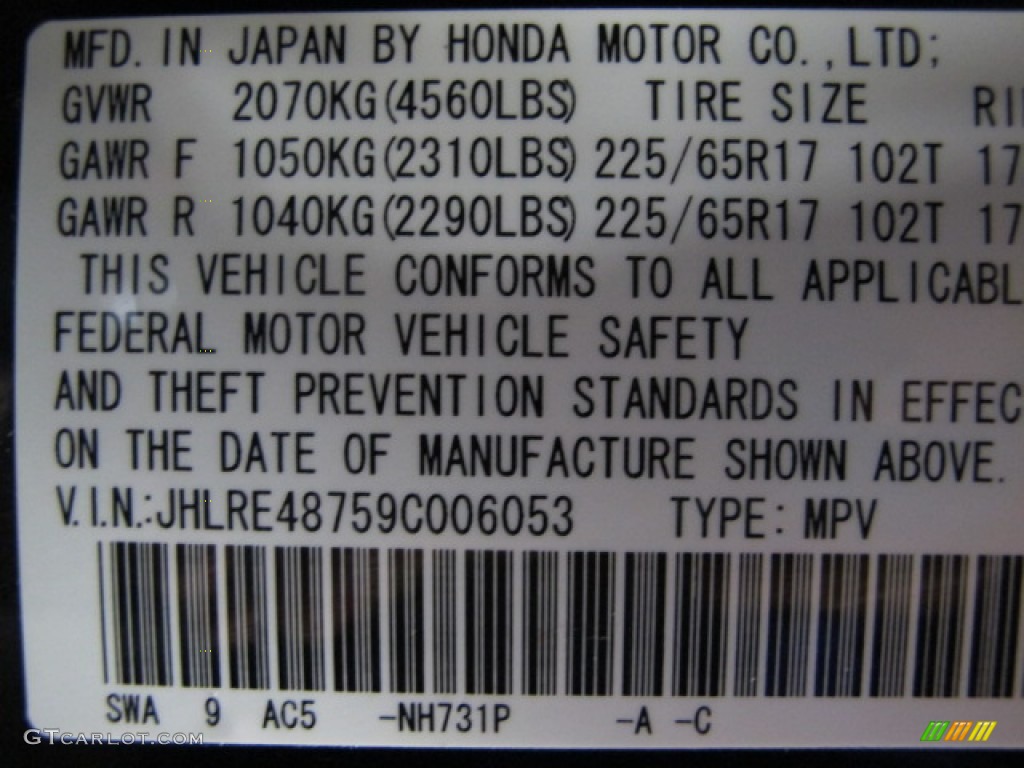 MFD. IN JAPAN BY HONDA MOTOR CO.,LTD;
GVWR 2070KG(4560LBS) TIRE SIZE RI
GAWR F 1050KG(2310LBS) 225/65R17 102T 17
GAWR R 1040KG(2290LBS) 225/65R17 102T 17
THIS VEHICLE CONFORMS TO ALL APPLICABL
FEDERAL MOTOR VEHICLE SAFETY
AND THEFT PREVENTION STANDARDS IN EFFEC
ON THE DATE OF MANUFACTURE SHOWN ABOVE.
V.I.N.:JHLRE48759C006053 TYPE: MPV
SWA 9 AC5 -NH731P -A -C
GTcarlot.com